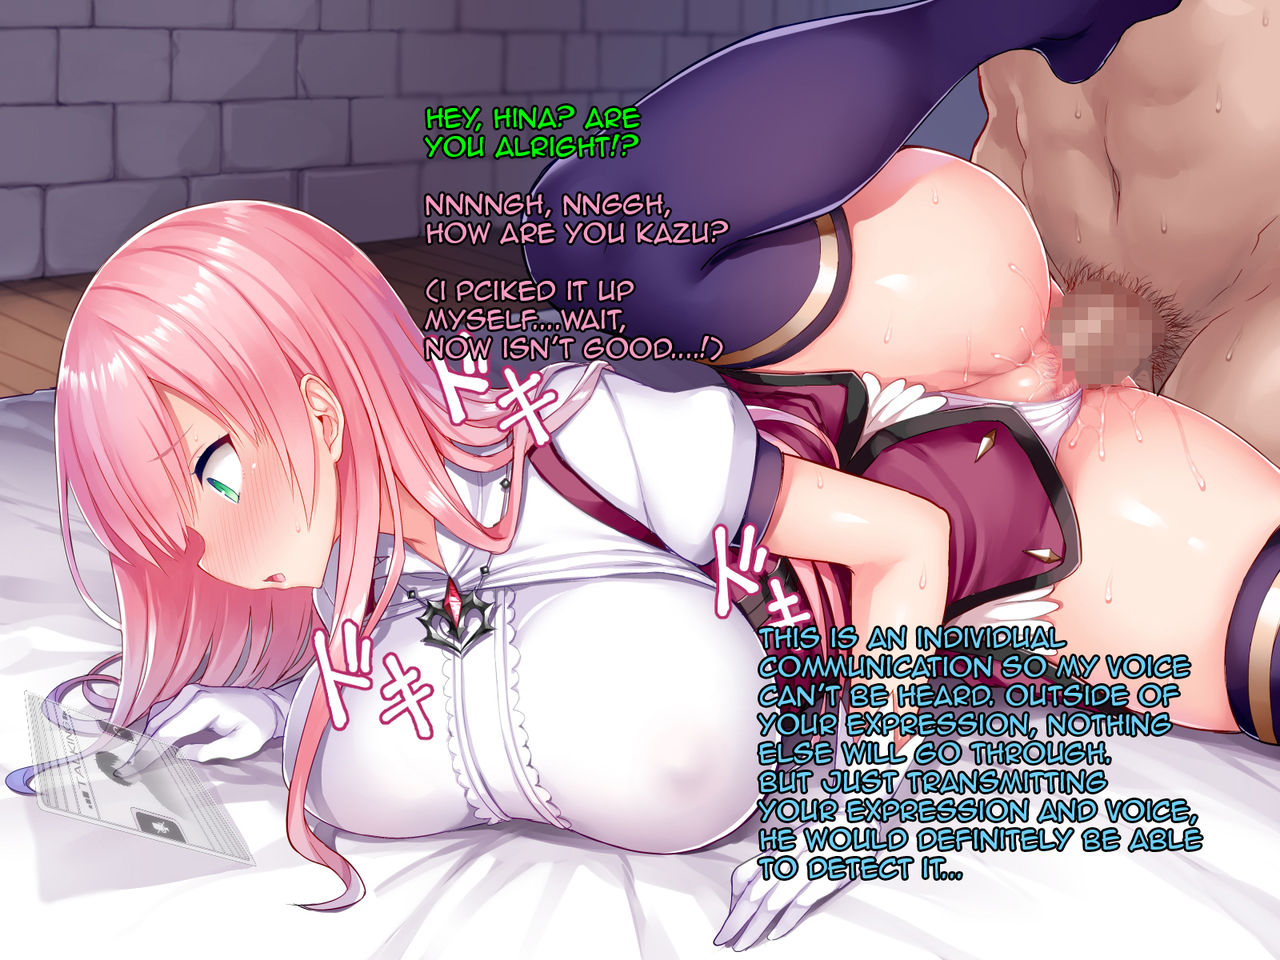 HEY, HINA? ARE
YOU ALRIGHT!?
NNNNGH, NNGGH,
HOW ARE YOU KAZU?
(I PCIKED IT UP
MYSELF....WAIT,
NOW ISN'T GOOD....!)
ドキ
ドキ
ドキ
THIS IS AN INDIVIDUAL
COMMUNICATION SO MY VOICE
CAN'T BE HEARD. OUTSIDE OF
YOUR EXPRESSION, NOTHING
ELSE WILL GO THROUGH.
BUT JUST TRANSMITTING
YOUR EXPRESSION AND VOICE,
HE WOULD DEFINITELY BE ABLE
TO DETECT IT...